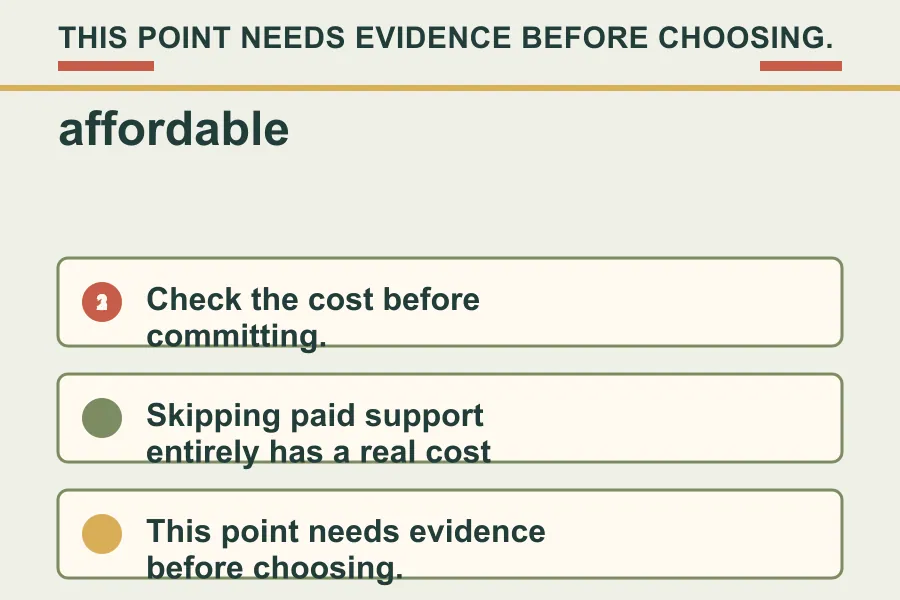 THIS POINT NEEDS EVIDENCE BEFORE CHOOSING.
affordable
Check the cost before
committing.
Skipping paid support
entirely has a real cost
This point needs evidence
before choosing.